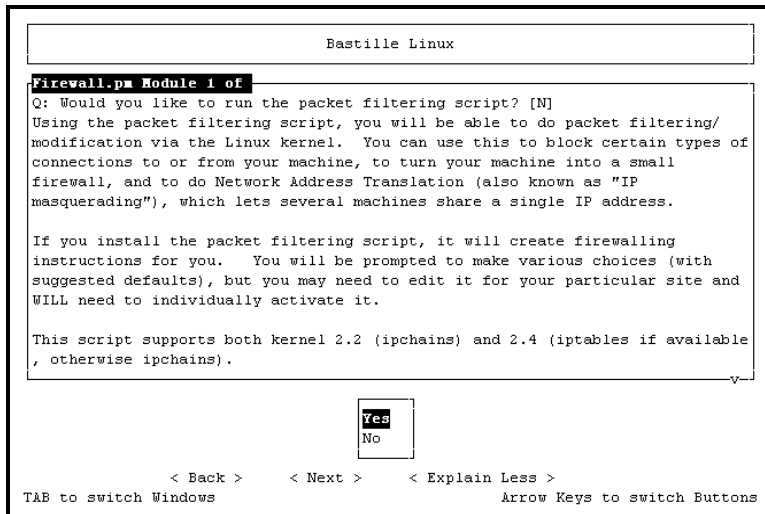 Bastille Linux
Firewall.pm Module 1 of
Q: Would you like to run the packet filtering script? [N]
Using the packet filtering script, you will be able to do packet filtering/
modification via the Linux kernel.  You can use this to block certain types of
connections to or from your machine, to turn your machine into a small
firewall, and to do Network Address Translation (also known as "IP
masquerading"), which lets several machines share a single IP address.
If you install the packet filtering script, it will create firewalling
instructions for you.   You will be prompted to make various choices (with
suggested defaults), but you may need to edit it for your particular site and
WILL need to individually activate it.
This script supports both kernel 2.2 (ipchains) and 2.4 (iptables if available
, otherwise ipchains).
v
Yes
No
< Back >    < Next >    < Explain Less >
TAB to switch Windows    Arrow Keys to switch Buttons